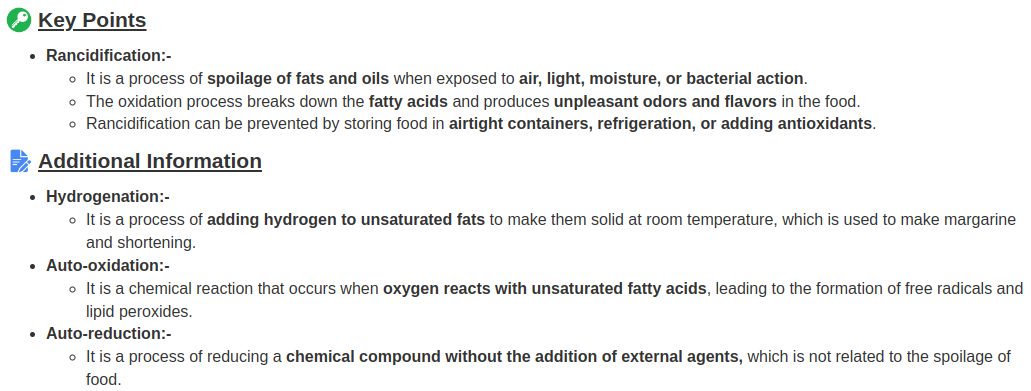 Key Points
• Rancidification:-
◦ It is a process of spoilage of fats and oils when exposed to air, light, moisture, or bacterial action.
◦ The oxidation process breaks down the fatty acids and produces unpleasant odors and flavors in the food.
◦ Rancidification can be prevented by storing food in airtight containers, refrigeration, or adding antioxidants.
Additional Information
• Hydrogenation:-
◦ It is a process of adding hydrogen to unsaturated fats to make them solid at room temperature, which is used to make margarine
and shortening.
• Auto-oxidation:-
◦ It is a chemical reaction that occurs when oxygen reacts with unsaturated fatty acids, leading to the formation of free radicals and
lipid peroxides.
• Auto-reduction:-
◦ It is a process of reducing a chemical compound without the addition of external agents, which is not related to the spoilage of
food.